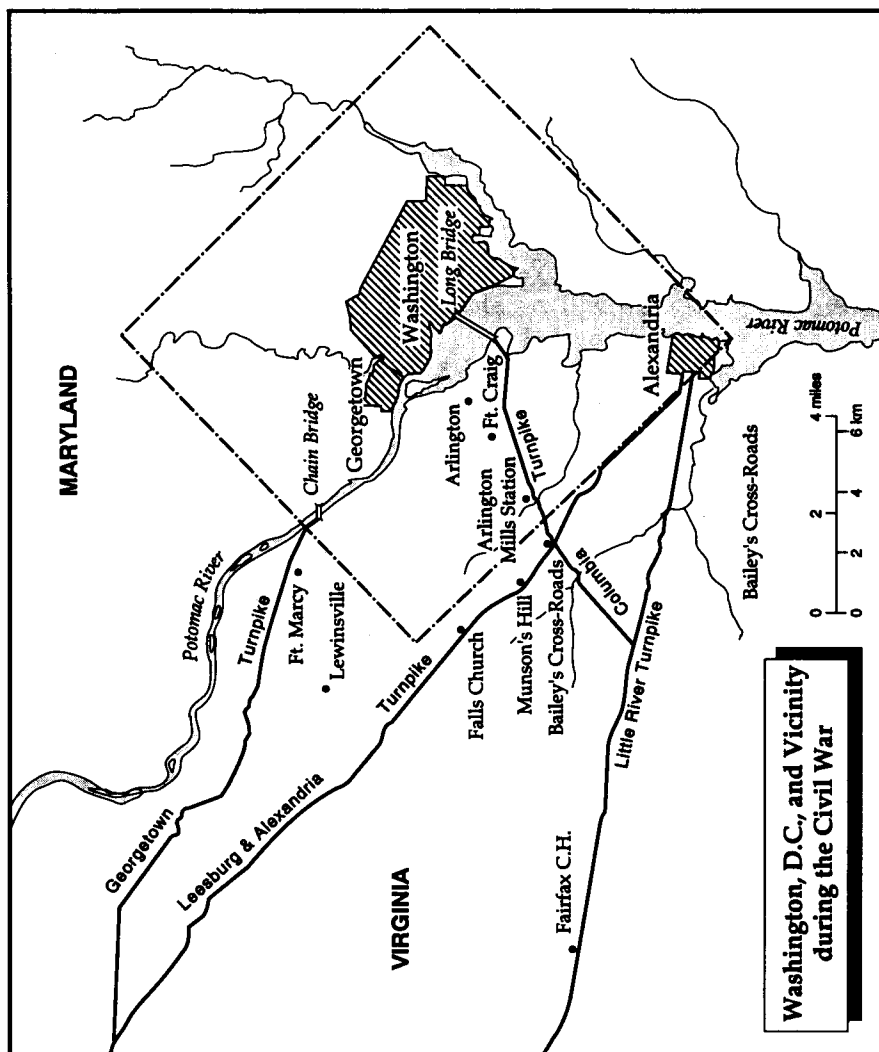 MARYLAND
Potomac River
Chain Bridge
Georgetown
Washington
Long Bridge
Turnpike
Ft. Marcy
Lewinsville
Georgetown
Leesburg & Alexandria
Turnpike
Arlington
Ft. Craig
Arlington
Mills Station
Turnpike
Columbia
Falls Church
Munson's Hill
Bailey's Cross-Roads
Alexandria
Potomac River
VIRGINIA
Fairfax C.H.
Little River Turnpike
Bailey's Cross-Roads
0 2 4 4 miles
0 2 6 km
Washington, D.C., and Vicinity
during the Civil War